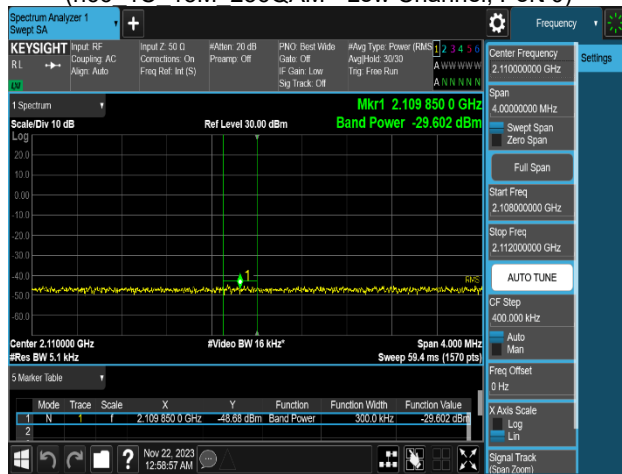 Spectrum Analyzer 1
Swept SA
+
Frequency
KEYSIGHT
RL
LW
Input: RF
Coupling: AC
Align: Auto
Input Z: 50 Ω
Corrections: On
Freq Ref: Int (S)
#Atten: 20 dB
Preamp: Off
PNO: Best Wide
Gate: Off
IF Gain: Low
Sig Track: Off
#Avg Type: Power (RMS
Avg|Hold: 30/30
Trig: Free Run
1 2 3 4 5 6
A W W W W W
A N N N N N
1 Spectrum
Scale/Div 10 dB
Ref Level 30.00 dBm
Mkr1 2.109 850 0 GHz
Band Power -29.602 dBm
Log
20.0
10.0
0.00
-10.0
-20.0
-30.0
-40.0
-50.0
-60.0
1
RMS
Center 2.110000 GHz
#Res BW 5.1 kHz
#Video BW 16 kHz*
Span 4.000 MHz
Sweep 59.4 ms (1570 pts)
5 Marker Table
Mode Trace Scale X Y Function Function Width Function Value
1 N 1 f 2.109 850 0 GHz -48.68 dBm Band Power 300.0 kHz -29.602 dBm
2
?
Nov 22, 2023
12:58:57 AM
Center Frequency
2.110000000 GHz
Settings
Span
4.00000000 MHz
Swept Span
Zero Span
Full Span
Start Freq
2.108000000 GHz
Stop Freq
2.112000000 GHz
AUTO TUNE
CF Step
400.000 kHz
Auto
Man
Freq Offset
0 Hz
X Axis Scale
Log
Lin
Signal Track
(Span Zoom)